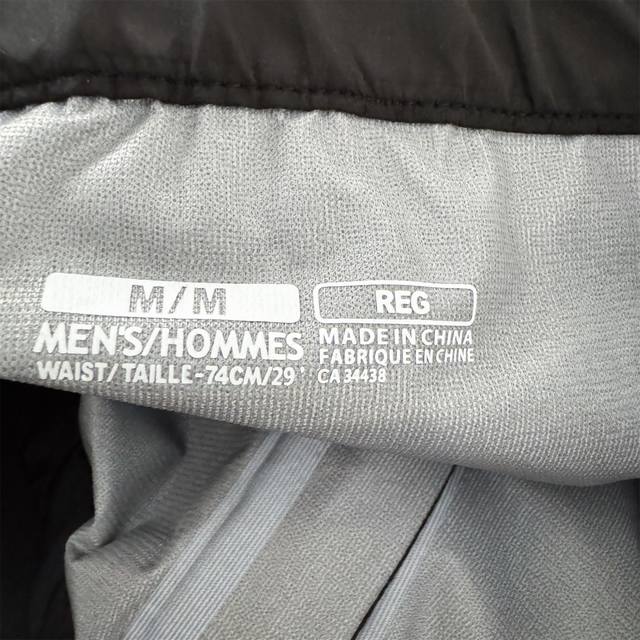 M/M
MEN'S/HOMMES
WAIST/TAILLE-74CM/29'
REG
MADE IN CHINA
FABRIQUE EN CHINE
CA 34438